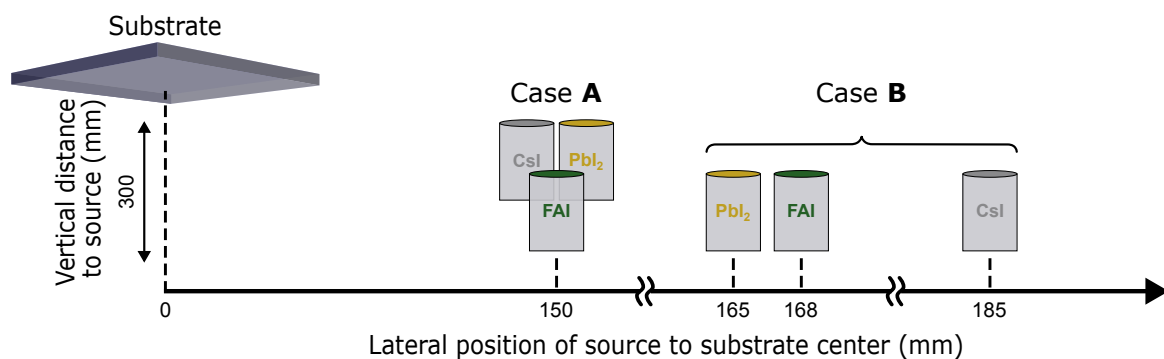 Substrate
Vertical distance
to source (mm)
300
Case A
Case B
CsI
PbI₂
FAI
PbI₂
FAI
CsI
0
150
165
168
185
Lateral position of source to substrate center (mm)